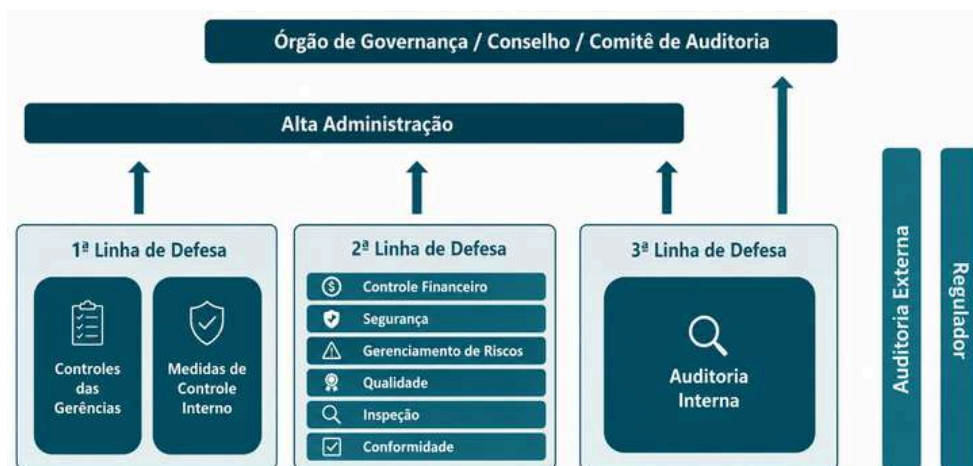 Órgão de Governança / Conselho / Comitê de Auditoria
Alta Administração
1ª Linha de Defesa
Controles
das
Gerências
Medidas de
Controle
Interno
2ª Linha de Defesa
Controle Financeiro
Segurança
Gerenciamento de Riscos
Qualidade
Inspeção
Conformidade
3ª Linha de Defesa
Auditoria
Interna
Auditoria Externa
Regulador